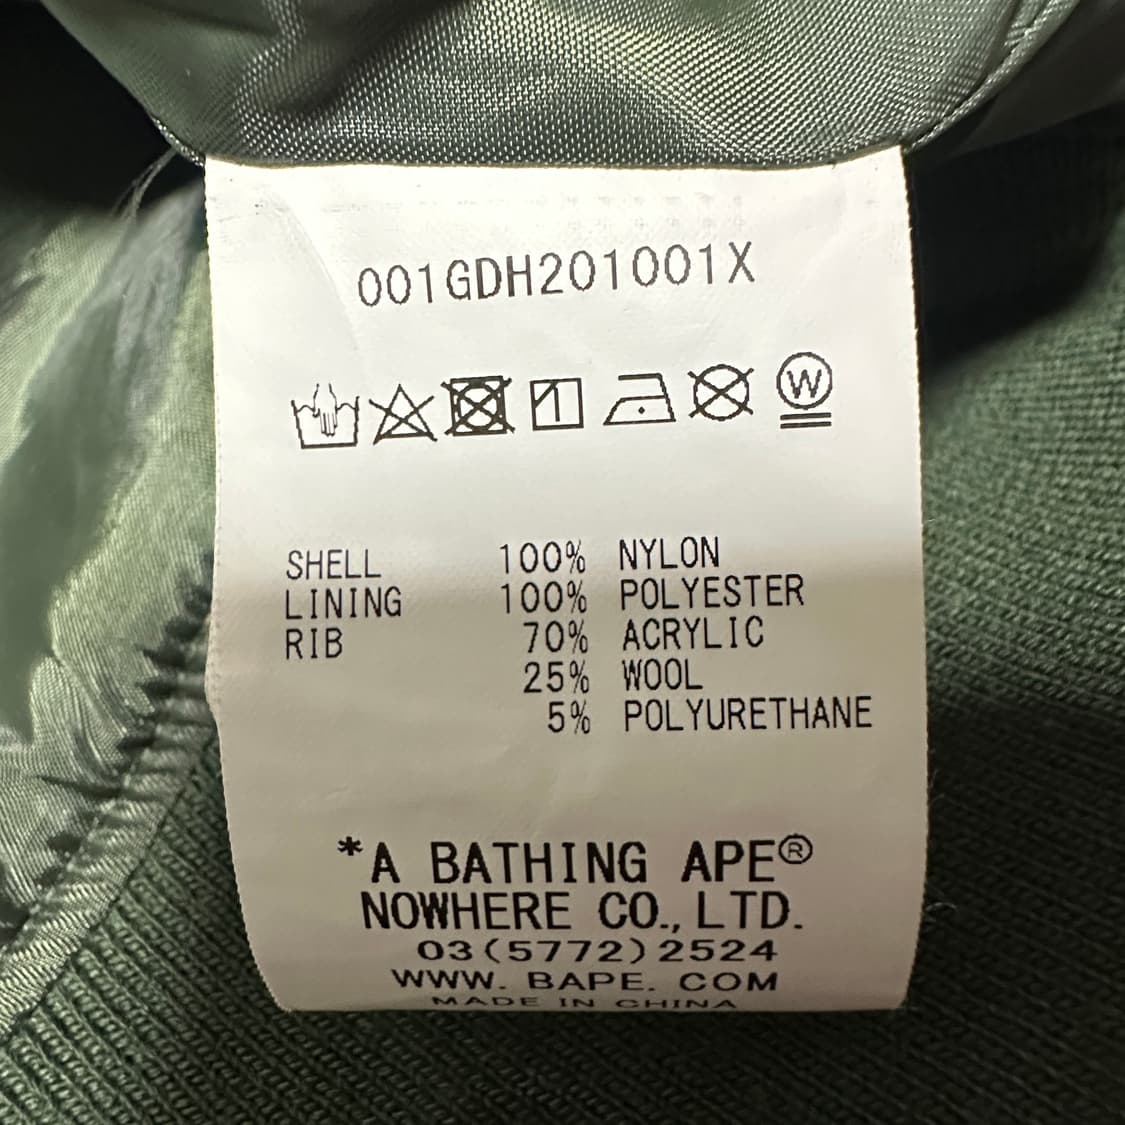 001GDH201001X
W
SHELL 100% NYLON
LINING 100% POLYESTER
RIB 70% ACRYLIC
25% WOOL
5% POLYURETHANE
*A BATHING APE®
NOWHERE CO.,LTD.
03(5772)2524
WWW. BAPE. COM
MADE IN CHINA